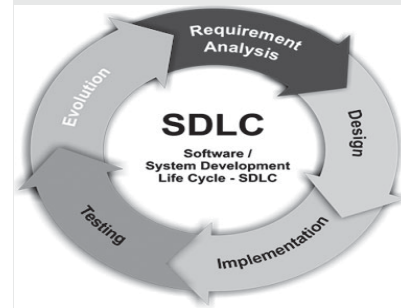 Requirement
Analysis
Design
Implementation
Testing
Evolution
SDLC
Software /
System Development
Life Cycle - SDLC